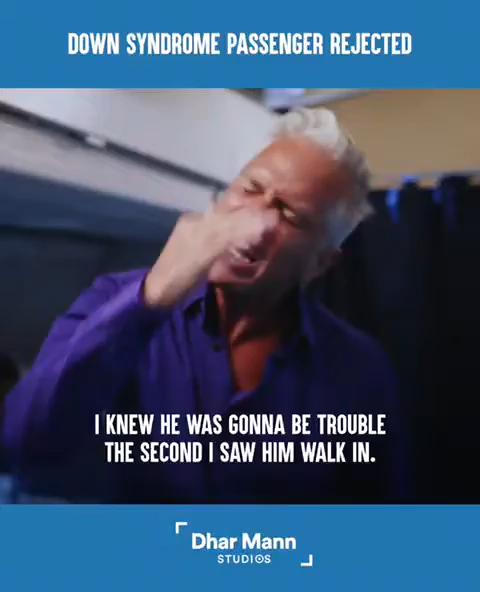 DOWN SYNDROME PASSENGER REJECTED
I KNEW HE WAS GONNA BE TROUBLE
THE SECOND I SAW HIM WALK IN.
Dhar Mann
STUDIOS